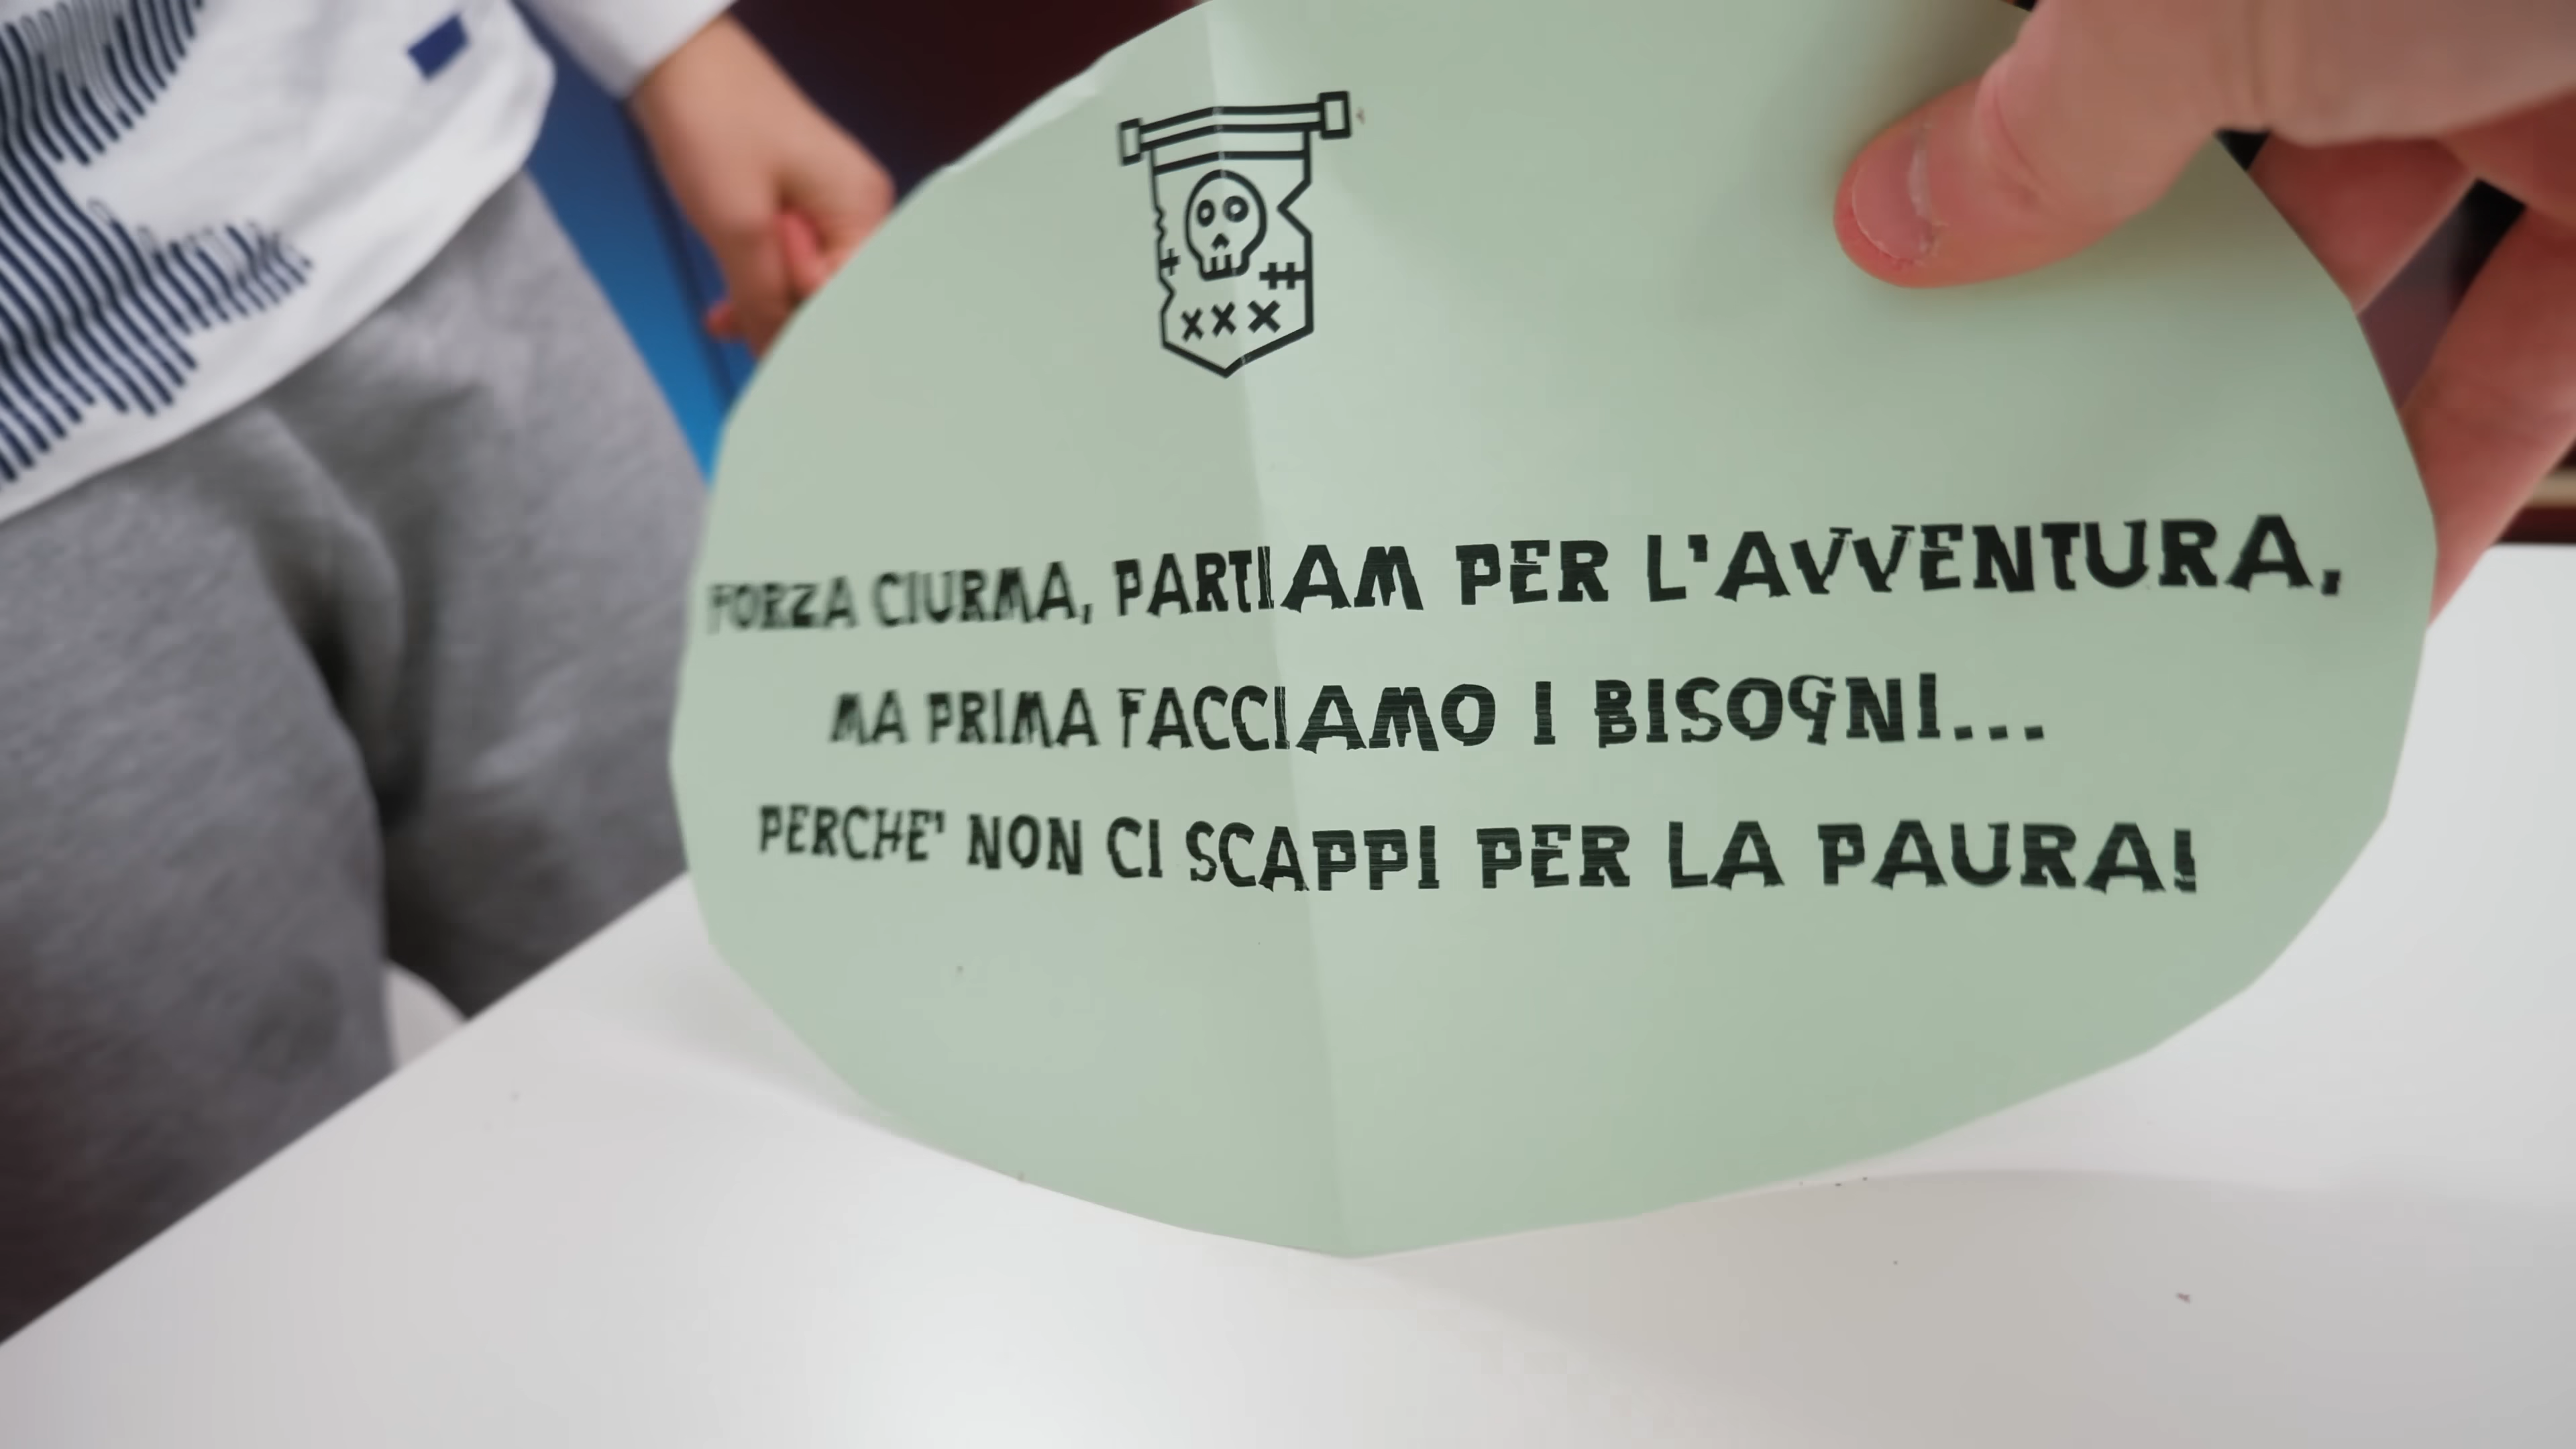 FORZA CIURMA, PARTIAM PER L'AVVENTURA,
MA PRIMA FACCIAMO I BISOGNI...
PERCHE' NON CI SCAPPI PER LA PAURA!